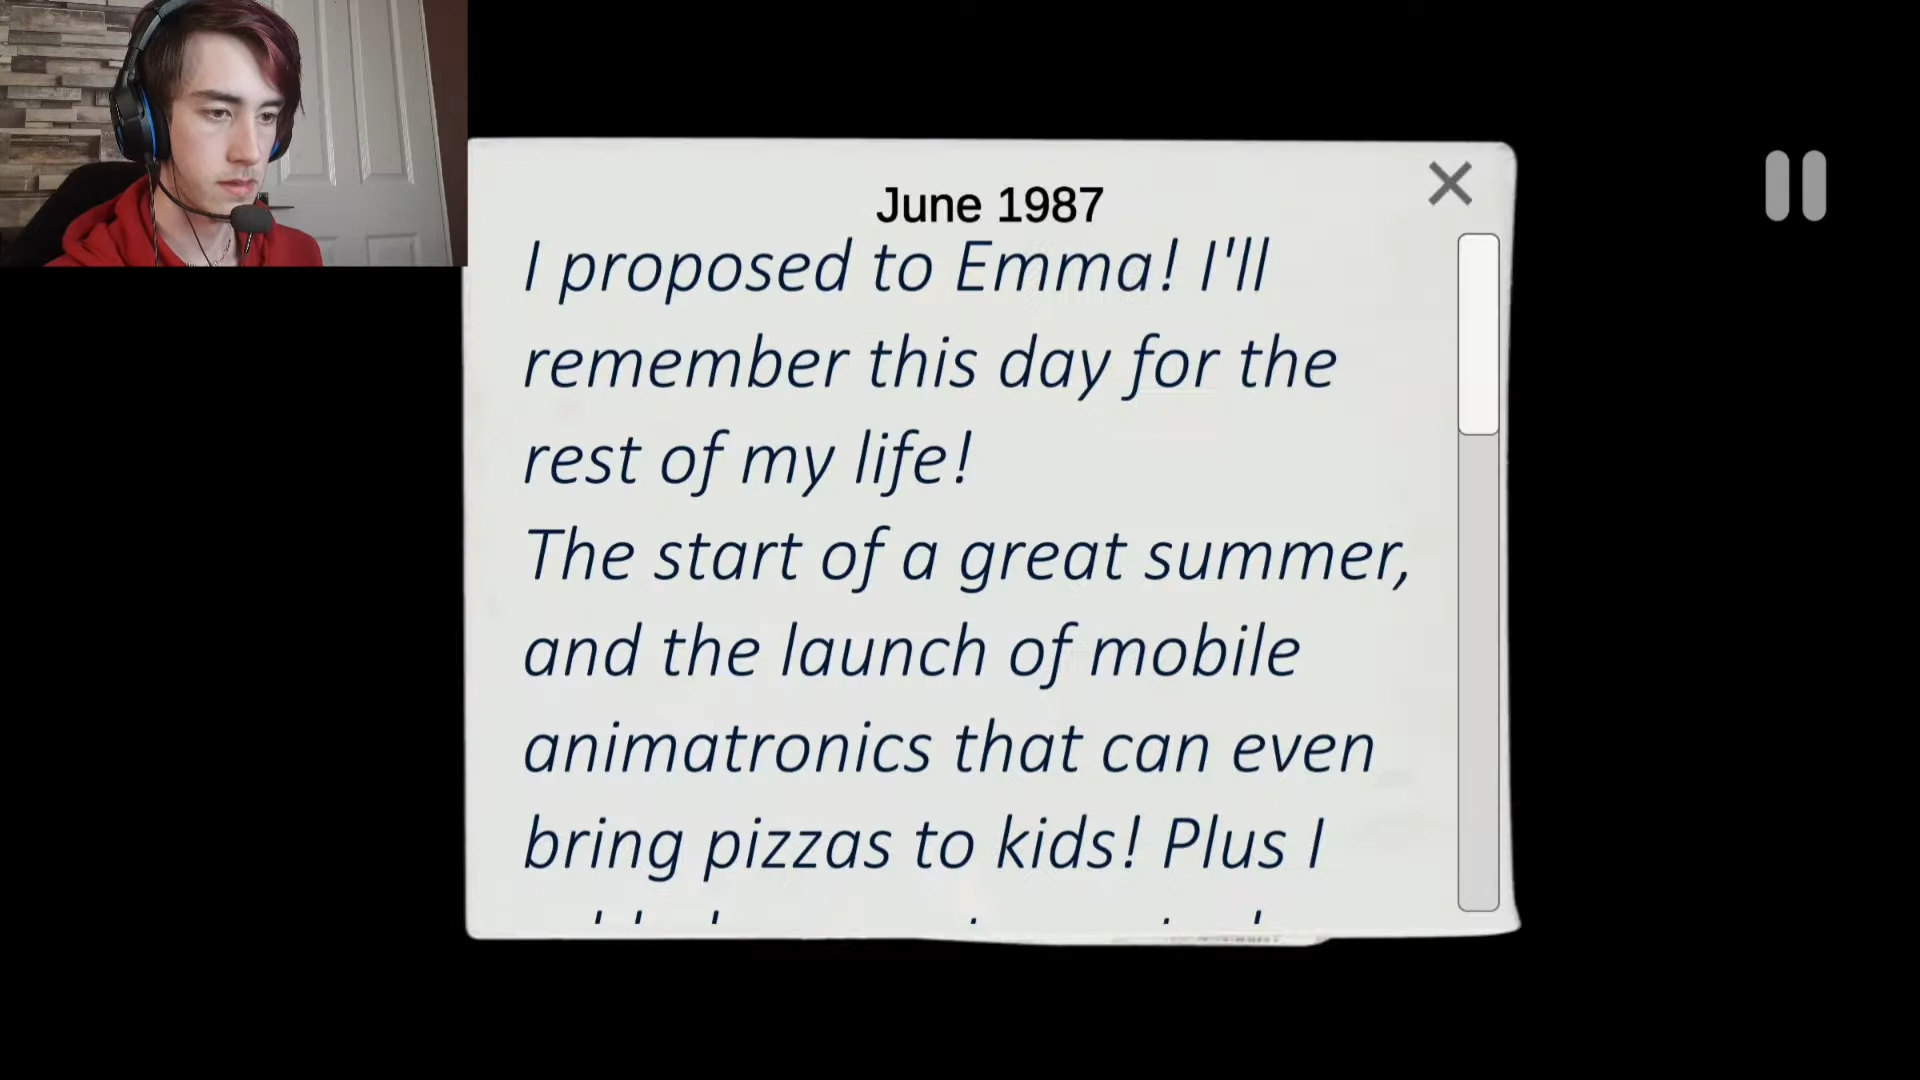 June 1987
I proposed to Emma! I'll
remember this day for the
rest of my life!
The start of a great summer,
and the launch of mobile
animatronics that can even
bring pizzas to kids! Plus I